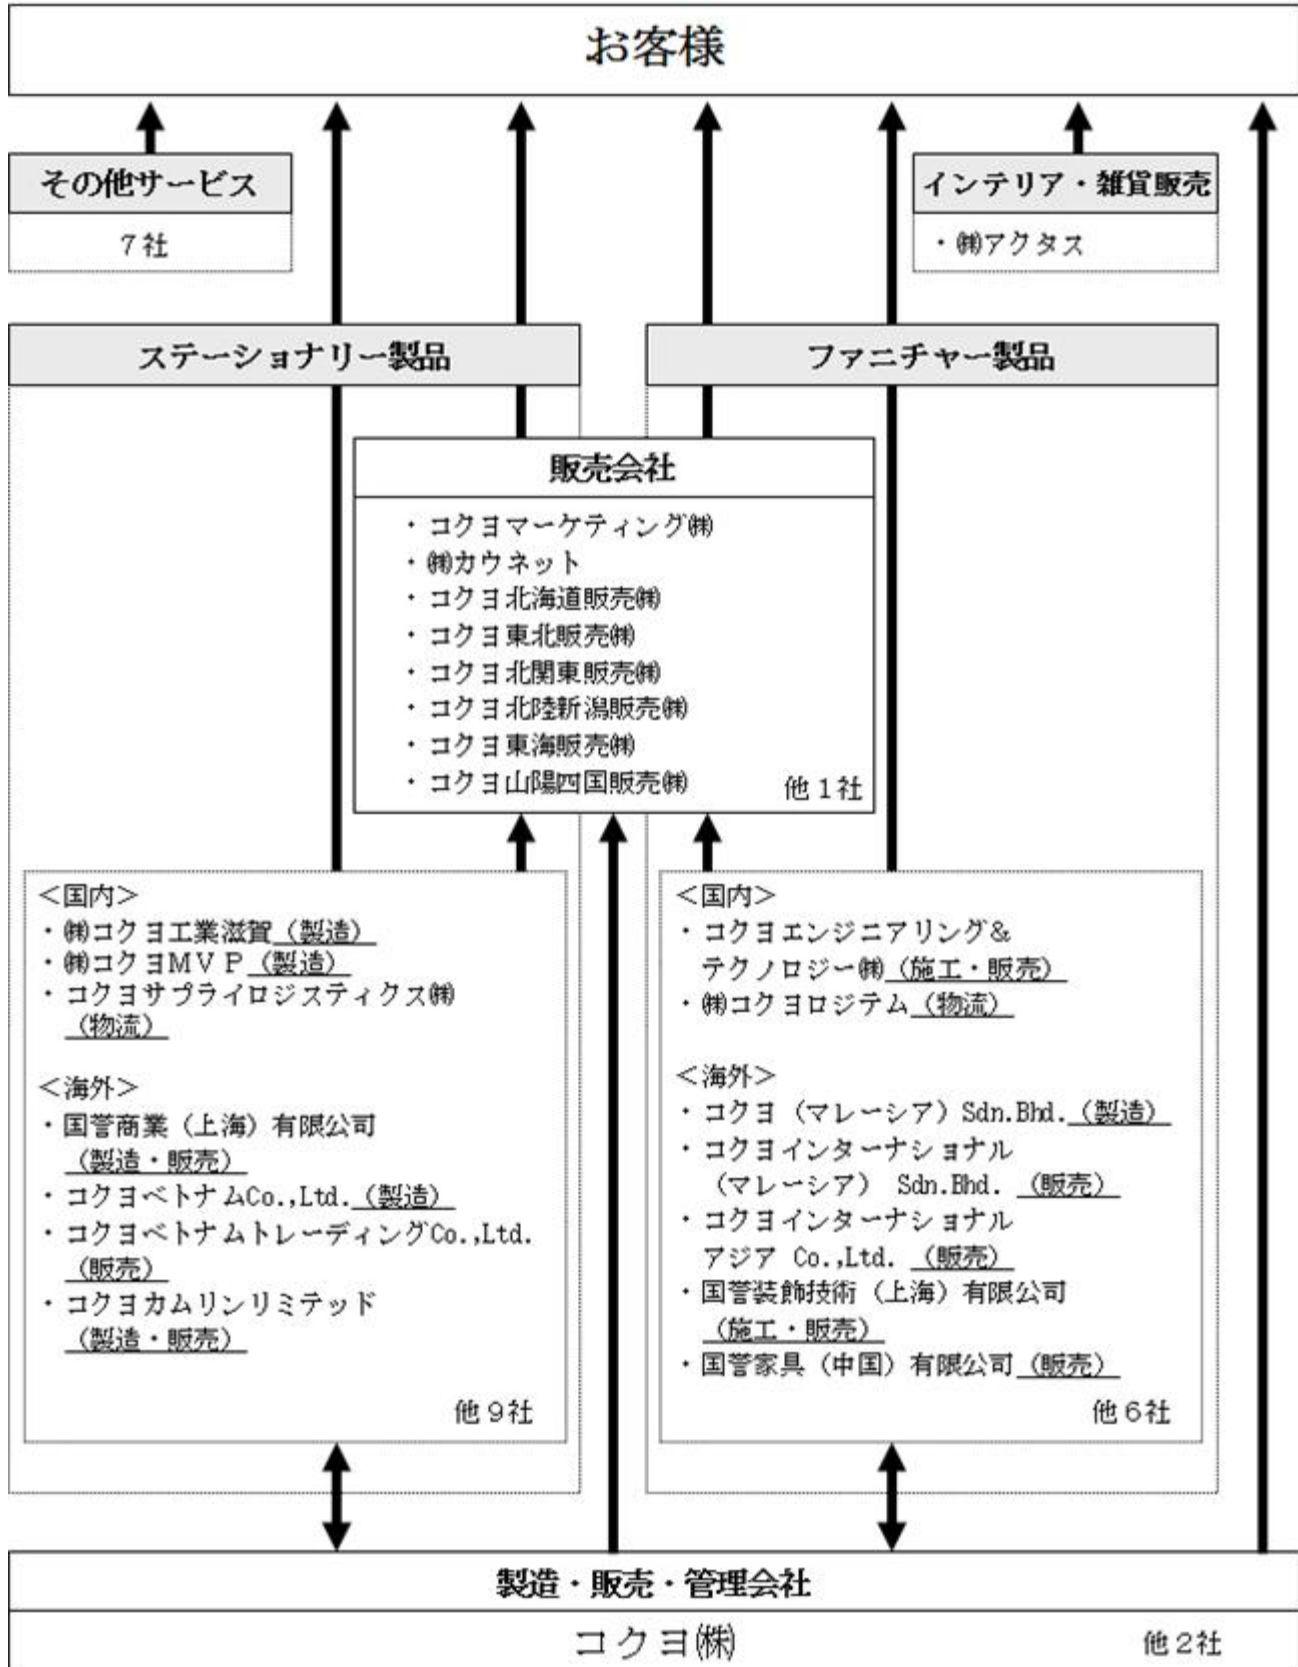 お客様
その他サービス
7社
インテリア・雑貨販売
・㈱アクタス
ステーショナリー製品
ファニチャー製品
販売会社
・コクヨマーケティング㈱
・㈱カウネット
・コクヨ北海道販売㈱
・コクヨ東北販売㈱
・コクヨ北関東販売㈱
・コクヨ北陸新潟販売㈱
・コクヨ東海販売㈱
・コクヨ山陽四国販売㈱
他1社
＜国内＞
・㈱コクヨ工業滋賀（製造）
・㈱コクヨＭＶＰ（製造）
・コクヨサプライロジスティクス㈱
（物流）
＜海外＞
・国誉商業（上海）有限公司
（製造・販売）
・コクヨベトナムCo.,Ltd.（製造）
・コクヨベトナムトレーディングCo.,Ltd.
（販売）
・コクヨカムリンリミテッド
（製造・販売）
他9社
＜国内＞
・コクヨエンジニアリング＆
テクノロジー㈱（施工・販売）
・㈱コクヨロジテム（物流）
＜海外＞
・コクヨ（マレーシア）Sdn.Bhd.（製造）
・コクヨインターナショナル
（マレーシア） Sdn.Bhd. （販売）
・コクヨインターナショナル
アジア Co.,Ltd. （販売）
・国誉装飾技術（上海）有限公司
（施工・販売）
・国誉家具（中国）有限公司（販売）
他6社
製造・販売・管理会社
コクヨ㈱
他2社